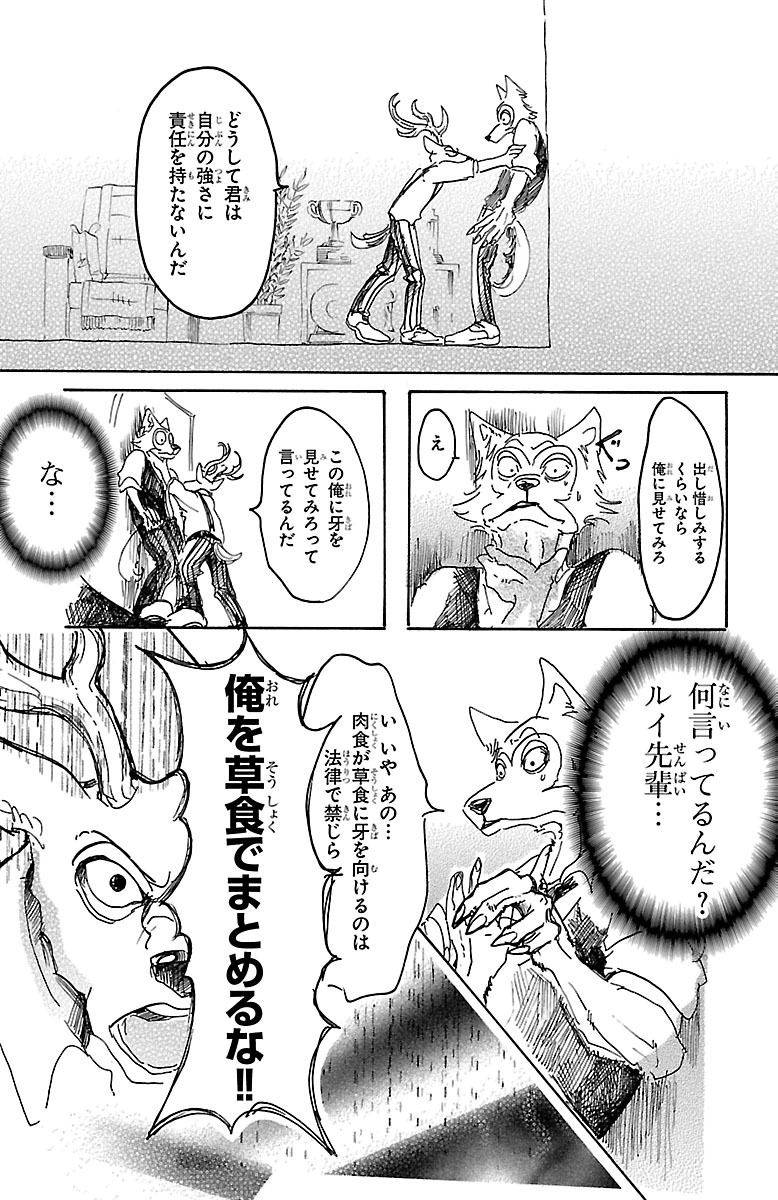 どうして君は
自分の強さに
責任を持たないんだ
出し惜しみする
くらいなら
俺に見せてみろ
え
ビクッ
この俺に牙を
見せてみろって
言ってるんだ
な…
何言ってるんだ?
ルイ先輩…
い いや あの…
肉食が草食に牙を向けるのは
法律で禁じら
俺を草食でまとめるな!!